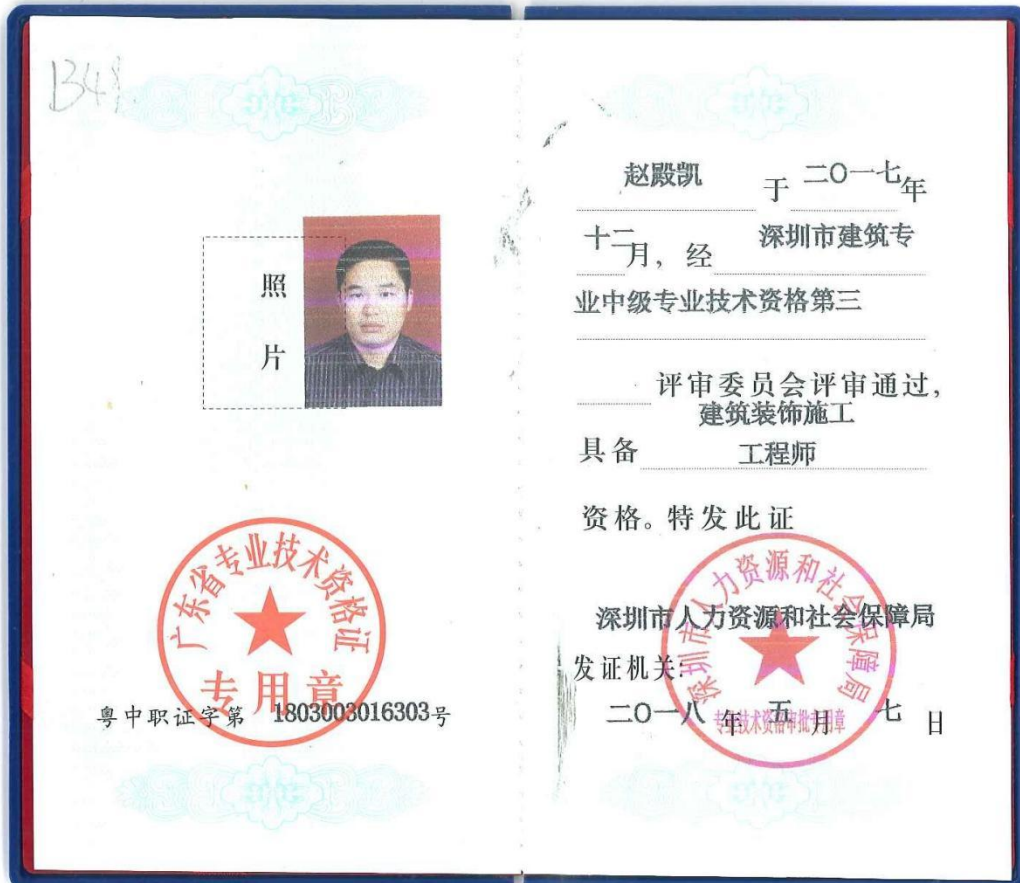 B48
照
片
广东省专业技术资格证
专用章
粤中职证字第 1803003016303号
赵殿凯 于 二〇一七年
十二月，经 深圳市建筑专
业中级专业技术资格第三
评审委员会评审通过，
建筑装饰施工
具备 工程师
资格。特发此证
深圳市人力资源和社会保障局
深圳市人力资源和社会保障局
发证机关：
二〇一八 年 五 月 七 日
专业技术资格审批专用章